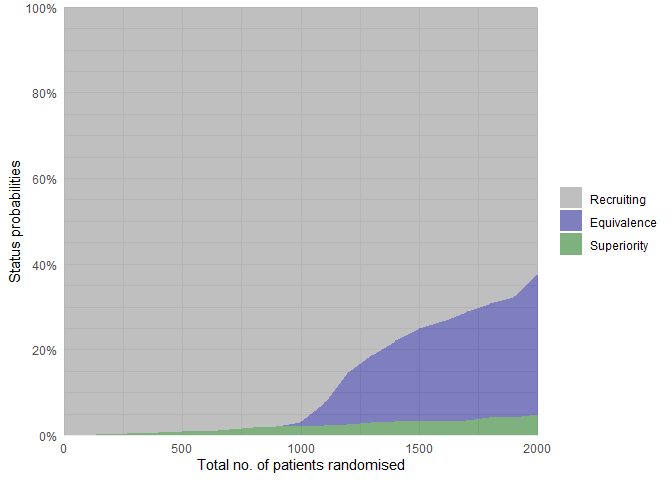 100%
80%
60%
40%
20%
0%
Status probabilities
0
500
1000
1500
2000
Total no. of patients randomised
Recruiting
Equivalence
Superiority